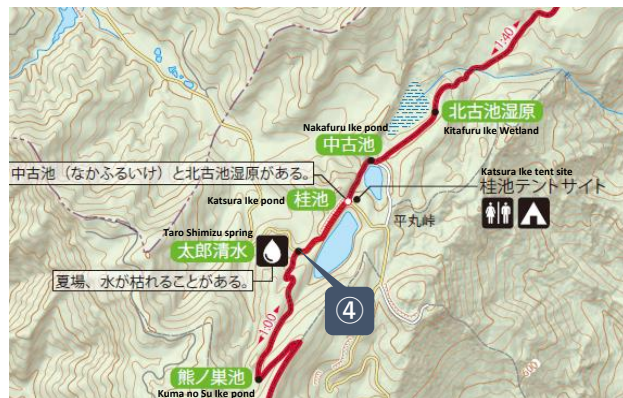 ◀1:40▶
北古池湿原
Kitafuru Ike Wetland
Nakafuru Ike pond
中古池
中古池（なかふるいけ）と北古池湿原がある。
Katsura Ike tent site
桂池テントサイト
Katsura Ike pond
桂池
平丸峠
Taro Shimizu spring
太郎清水
夏場、水が枯れることがある。
④
◀1:00▶
熊ノ巣池
Kuma no Su Ike pond